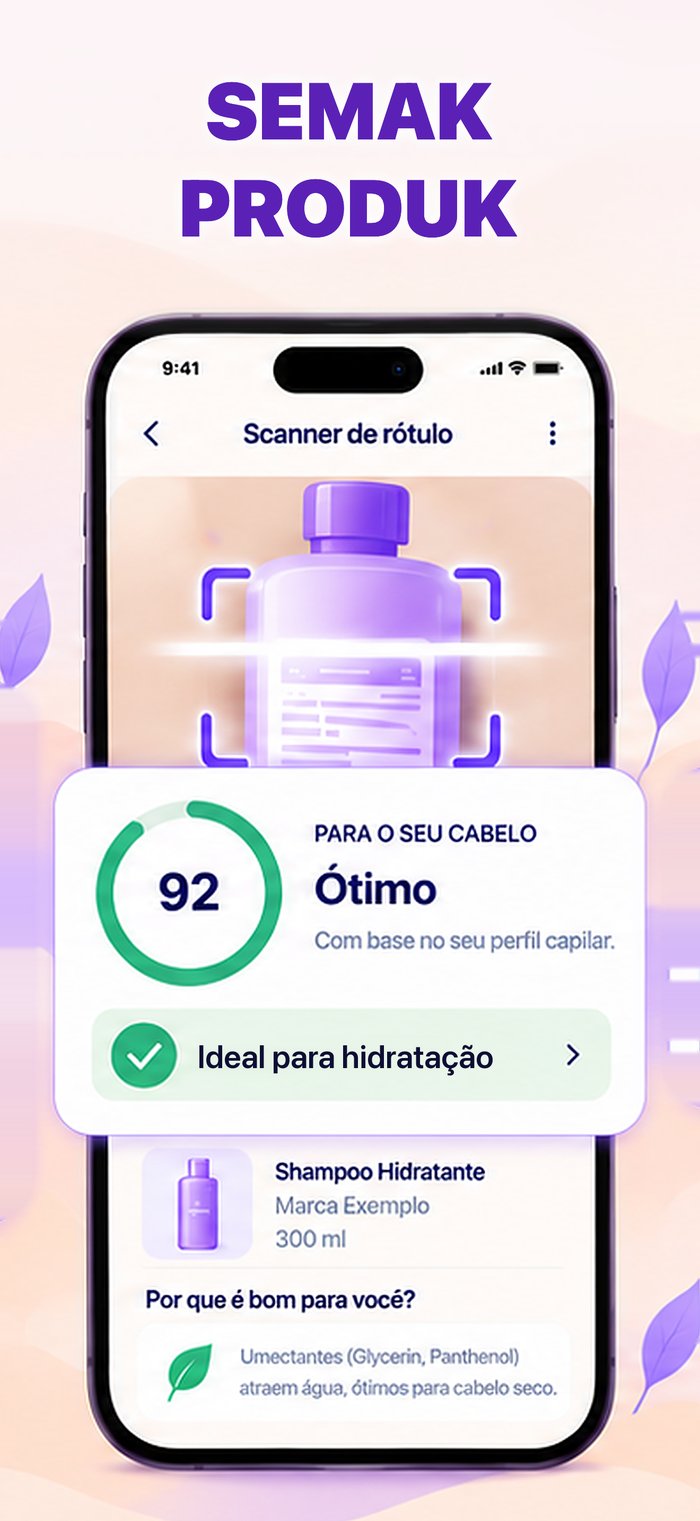 SEMAK
PRODUK
9:41
Scanner de rótulo
92
PARA O SEU CABELO
Ótimo
Com base no seu perfil capilar.
Ideal para hidratação
Shampoo Hidratante
Marca Exemplo
300 ml
Por que é bom para você?
Umectantes (Glycerin, Panthenol)
atraem água, ótimos para cabelo seco.